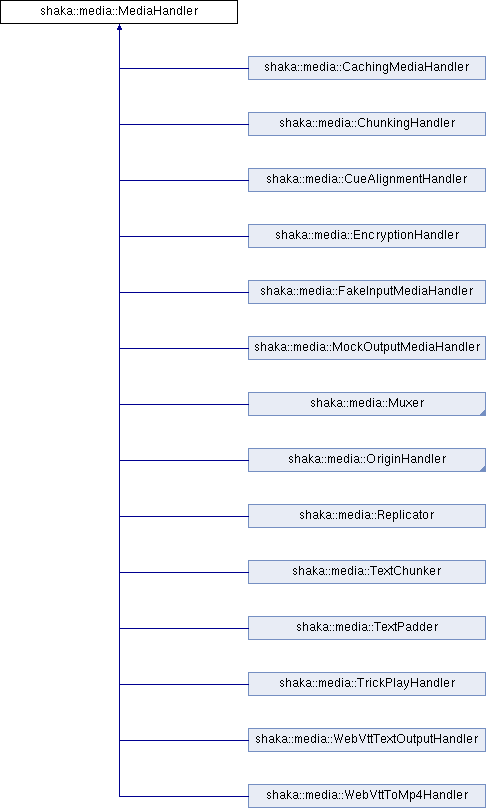 shaka::media::MediaHandler
shaka::media::CachingMediaHandler
shaka::media::ChunkingHandler
shaka::media::CueAlignmentHandler
shaka::media::EncryptionHandler
shaka::media::FakeInputMediaHandler
shaka::media::MockOutputMediaHandler
shaka::media::Muxer
shaka::media::OriginHandler
shaka::media::Replicator
shaka::media::TextChunker
shaka::media::TextPadder
shaka::media::TrickPlayHandler
shaka::media::WebVttTextOutputHandler
shaka::media::WebVttToMp4Handler